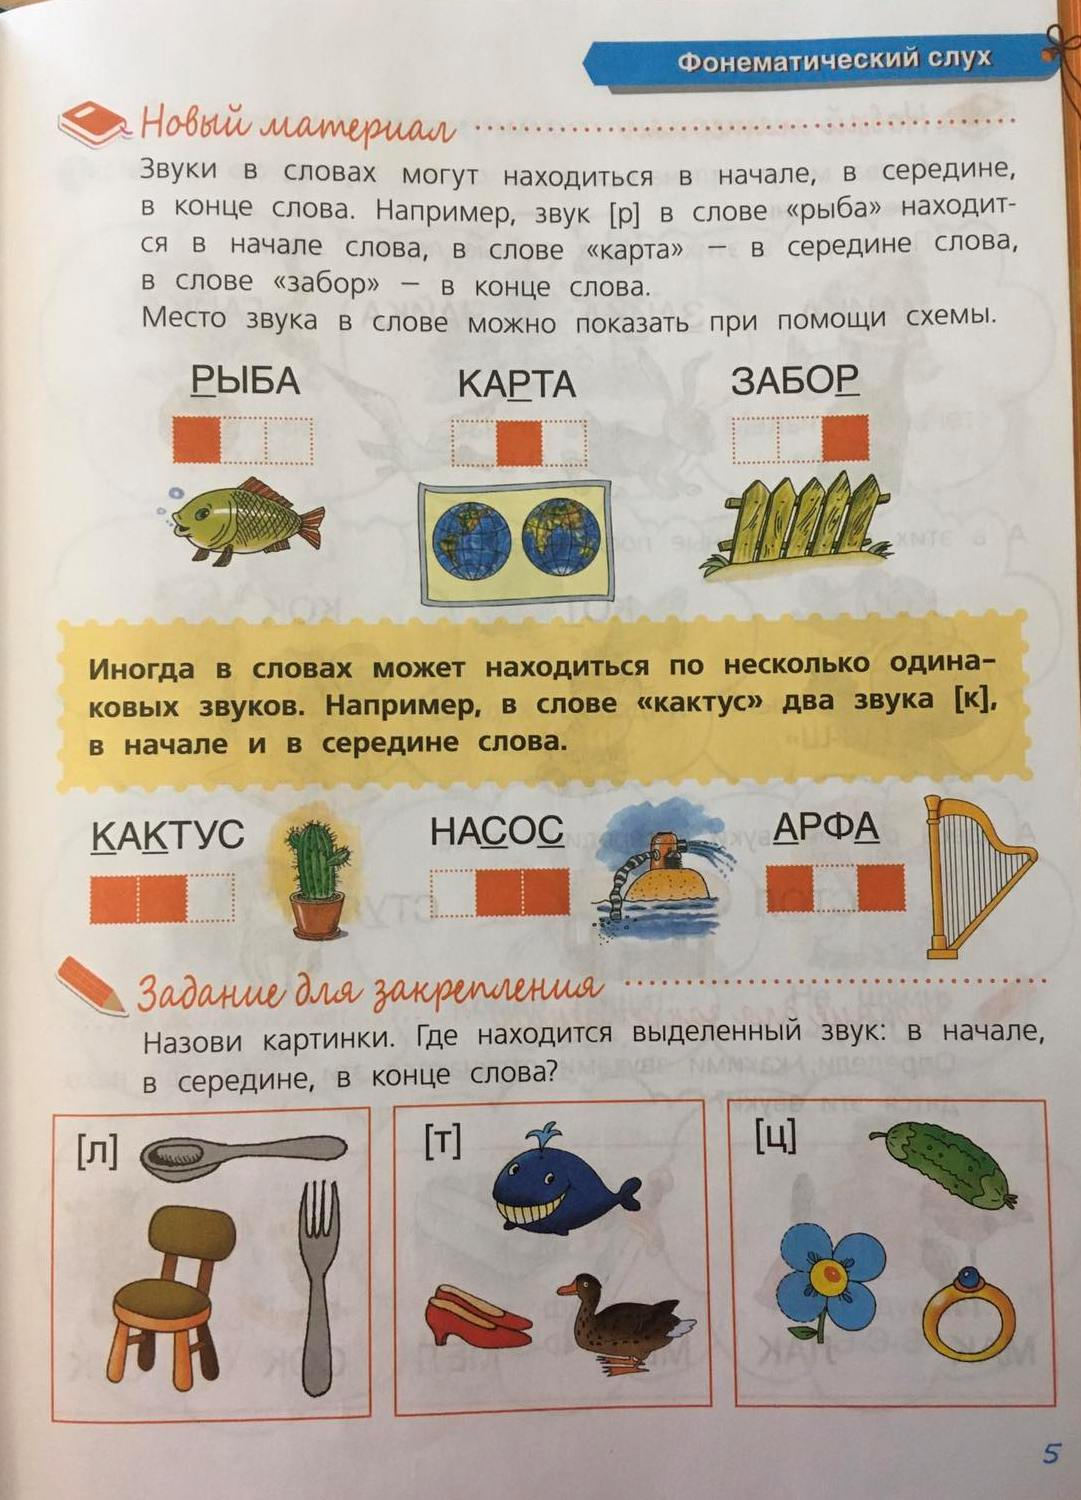 Фонематический слух
Новый материал
Звуки в словах могут находиться в начале, в середине,
в конце слова. Например, звук [р] в слове «рыба» находит-
ся в начале слова, в слове «карта» — в середине слова,
в слове «забор» — в конце слова.
Место звука в слове можно показать при помощи схемы.
РЫБА КАРТА ЗАБОР
Иногда в словах может находиться по несколько одина-
ковых звуков. Например, в слове «кактус» два звука [к],
в начале и в середине слова.
КАКТУС НАСОС АРФА
Задание для закрепления
Назови картинки. Где находится выделенный звук: в начале,
в середине, в конце слова?
[л] [т] [ц]
5